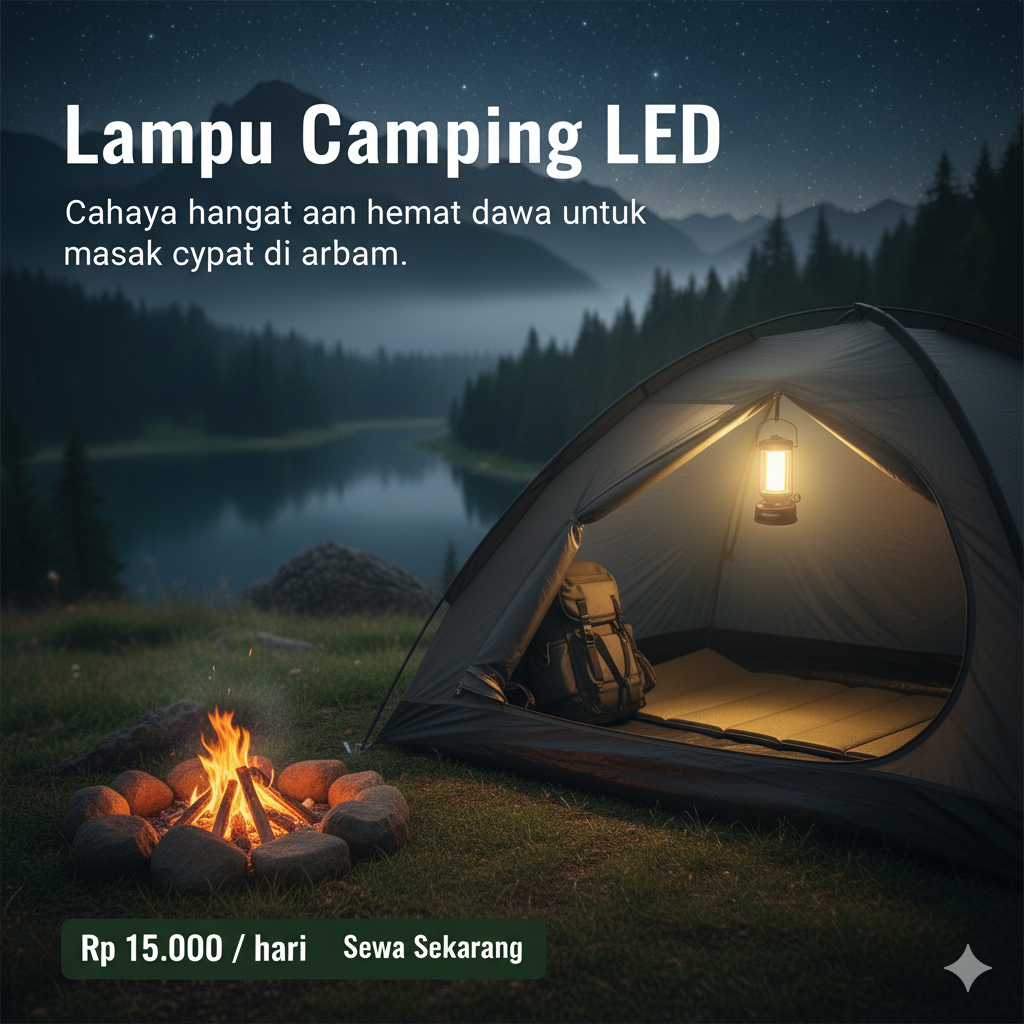 Lampu Camping LED
Cahaya hangat aan hemat dawa untuk
masak cypat di arbam.
Rp 15.000 / hari Sewa Sekarang